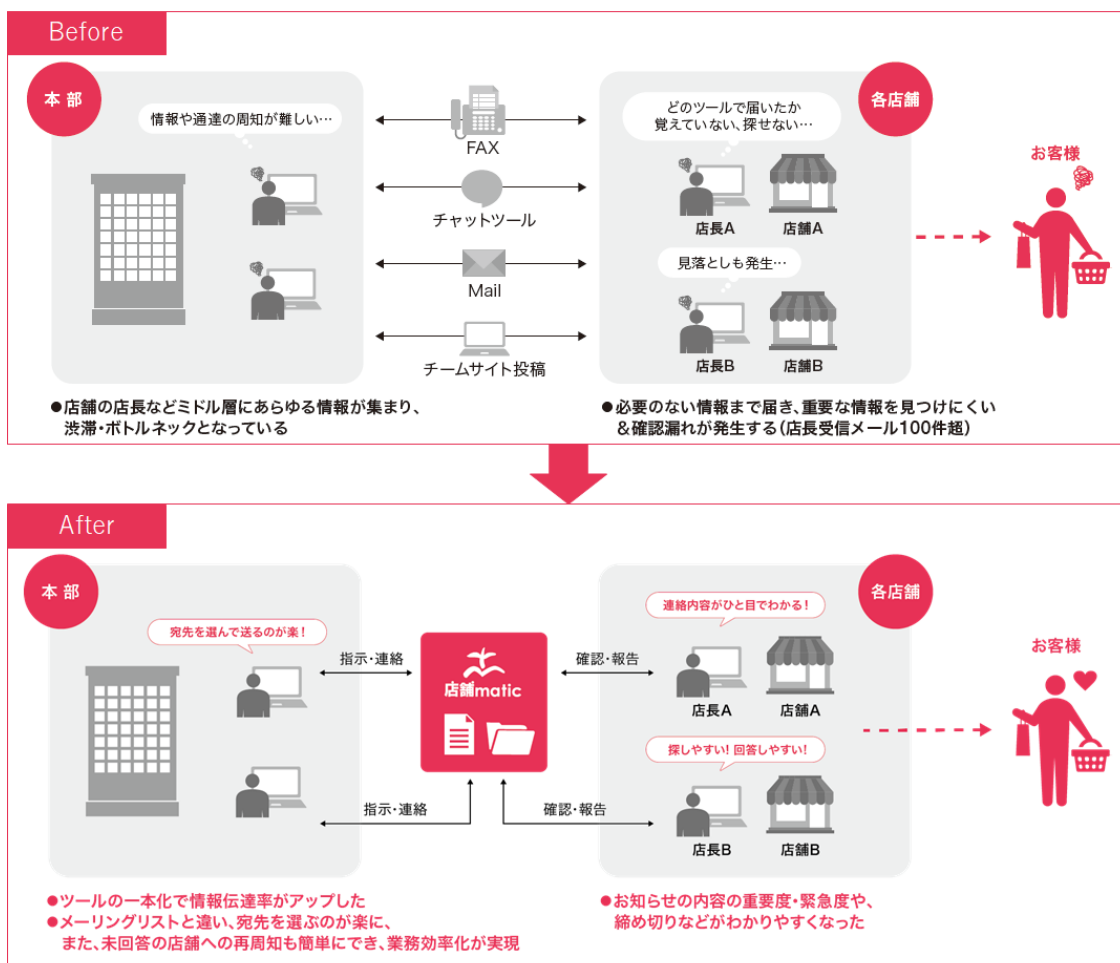 Before
本部
情報や通達の周知が難しい…
FAX
チャットツール
Mail
チームサイト投稿
各店舗
どのツールで届いたか
覚えていない、探せない…
店長A
店舗A
見落としも発生…
店長B
店舗B
お客様
●店舗の店長などミドル層にあらゆる情報が集まり、
渋滞・ボトルネックとなっている
●必要のない情報まで届き、重要な情報を見つけにくい
&確認漏れが発生する(店長受信メール100件超)
After
本部
宛先を選んで送るのが楽!
指示・連絡
指示・連絡
店舗matic
確認・報告
確認・報告
各店舗
連絡内容がひと目でわかる!
店長A
店舗A
探しやすい!回答しやすい!
店長B
店舗B
お客様
●ツールの一本化で情報伝達率がアップした
●メーリングリストと違い、宛先を選ぶのが楽に、
また、未回答の店舗への再周知も簡単にでき、業務効率化が実現
●お知らせの内容の重要度・緊急度や、
締め切りなどがわかりやすくなった